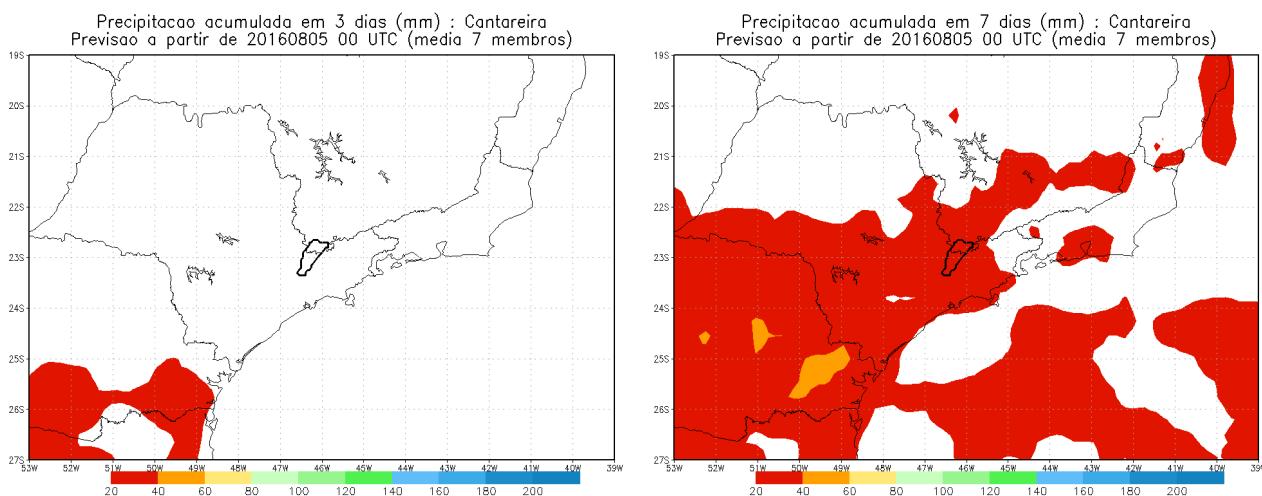 Precipitacao acumulada em 3 dias (mm) : Cantareira
Previsao a partir de 20160805 00 UTC (media 7 membros)
19S
20S
21S
22S
23S
24S
25S
26S
27S
53W 52W 51W 50W 49W 48W 47W 46W 45W 44W 43W 42W 41W 40W 39W
20 40 60 80 100 120 140 160 180 200
Precipitacao acumulada em 7 dias (mm) : Cantareira
Previsao a partir de 20160805 00 UTC (media 7 membros)
19S
20S
21S
22S
23S
24S
25S
26S
27S
53W 52W 51W 50W 49W 48W 47W 46W 45W 44W 43W 42W 41W 40W 39W
20 40 60 80 100 120 140 160 180 200